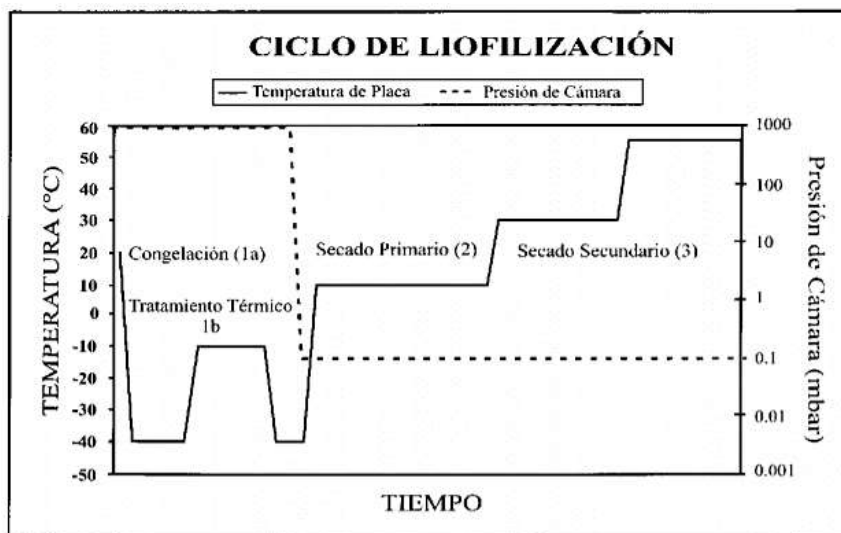 CICLO DE LIOFILIZACIÓN
Temperatura de Placa
Presión de Cámara
TEMPERATURA (°C)
60
50
40
30
20
10
0
-10
-20
-30
-40
-50
Congelación (1a)
Tratamiento Térmico
1b
Secado Primario (2)
Secado Secundario (3)
1000
100
10
1
0.1
0.01
0.001
Presión de Cámara (mbar)
TIEMPO